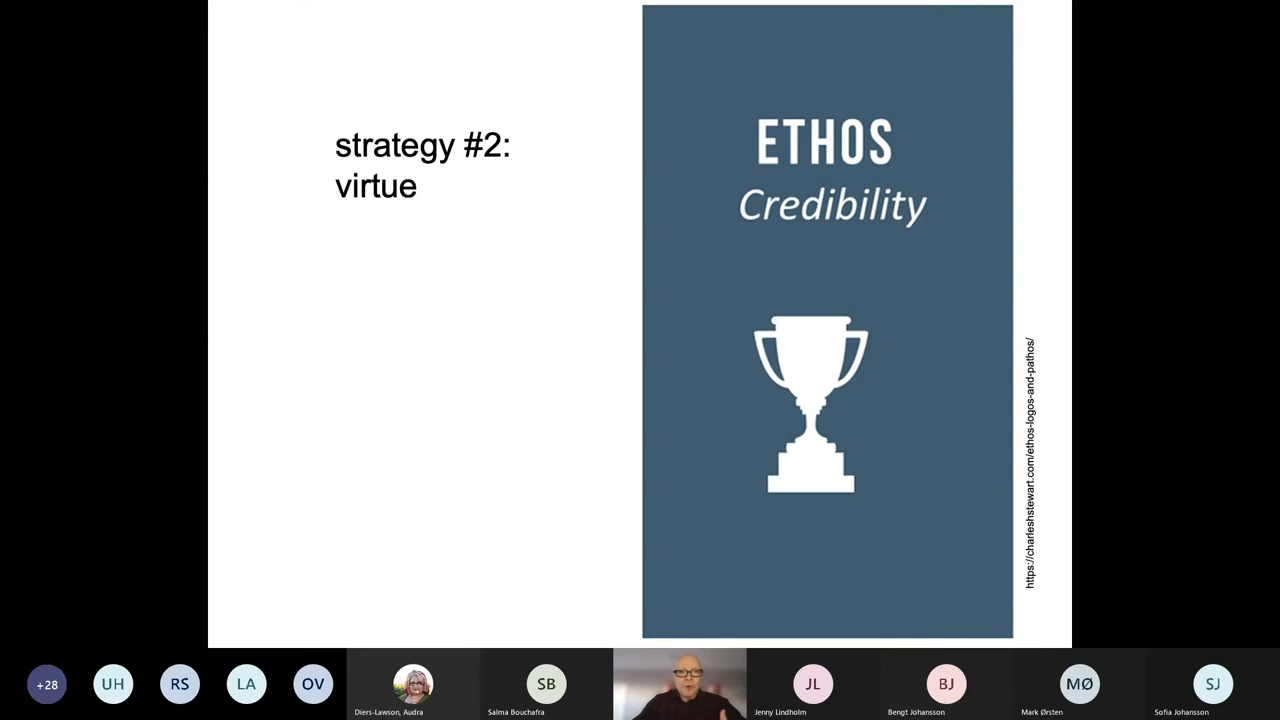 strategy #2:
virtue
ETHOS
Credibility
https://charleshstewart.com/ethos-logos-and-pathos/
+28
UH
RS
LA
OV
Diers-Lawson, Audra
SB
Salma Bouchafra
JL
Jenny Lindholm
BJ
Bengt Johansson
MØ
Mark Ørsten
SJ
Sofia Johansson